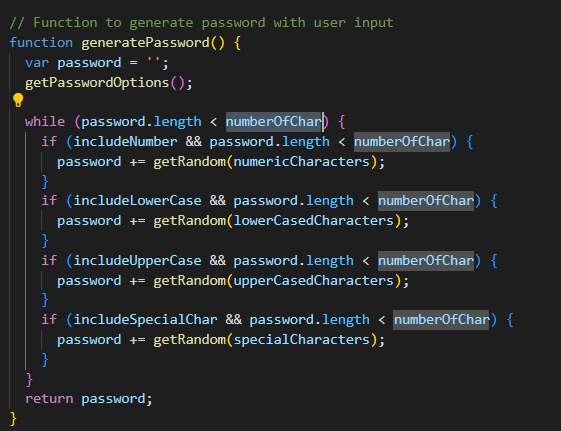 // Function to generate password with user input
function generatePassword() {
  var password = '';
  getPasswordOptions();

  while (password.length < numberOfChar) {
    if (includeNumber && password.length < numberOfChar) {
      password += getRandom(numericCharacters);
    }
    if (includeLowerCase && password.length < numberOfChar) {
      password += getRandom(lowerCasedCharacters);
    }
    if (includeUpperCase && password.length < numberOfChar) {
      password += getRandom(upperCasedCharacters);
    }
    if (includeSpecialChar && password.length < numberOfChar) {
      password += getRandom(specialCharacters);
    }
  }
  return password;
}